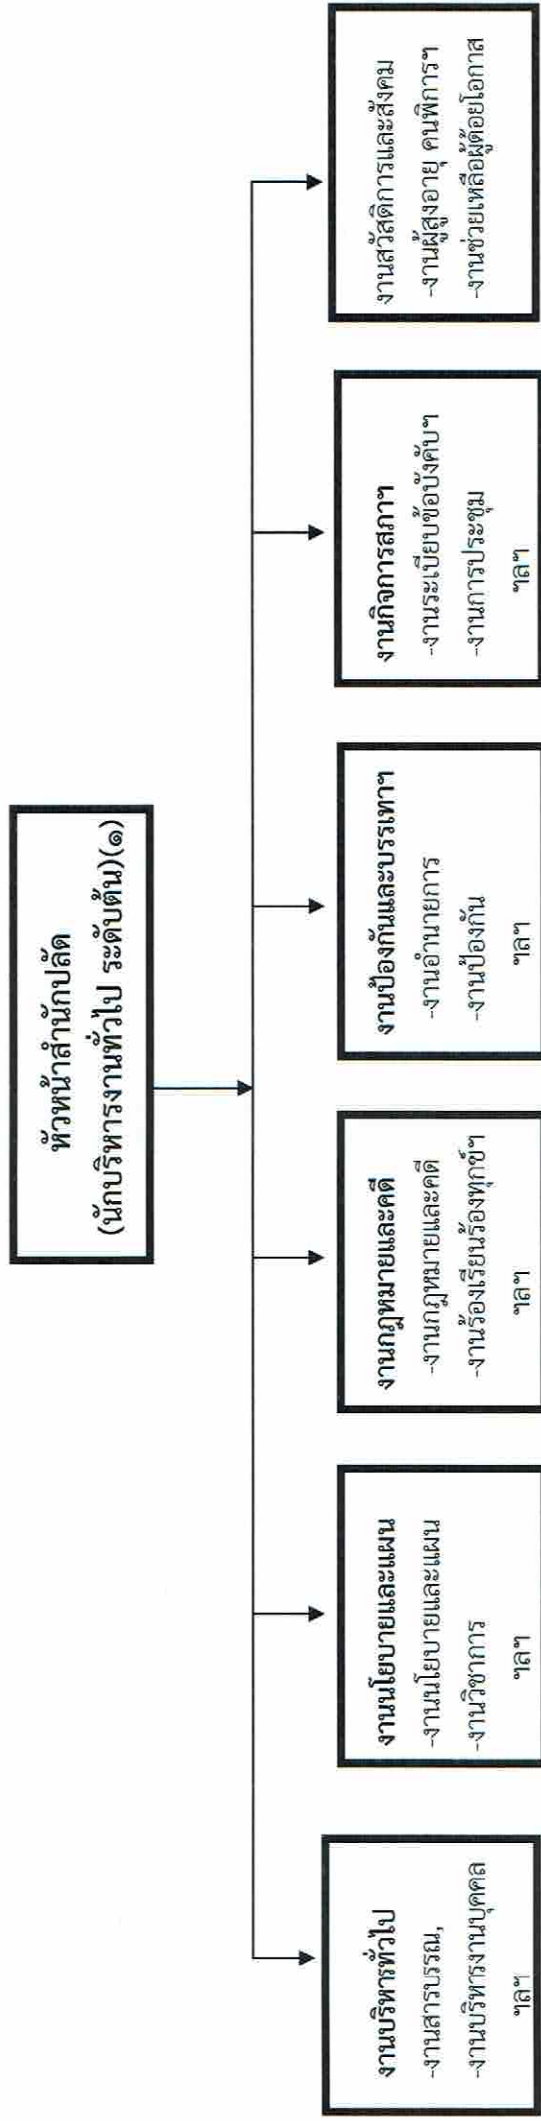 หัวหน้าสำนักปลัด
(นักบริหารงานทั่วไป ระดับต้น)(๑)
งานบริหารทั่วไป
-งานสารบรรณ,
-งานบริหารงานบุคคล
ฯลฯ
งานนโยบายและแผน
-งานนโยบายและแผน
-งานวิชาการ
ฯลฯ
งานกฎหมายและคดี
-งานกฎหมายและคดี
-งานร้องเรียนร้องทุกข์ฯ
ฯลฯ
งานป้องกันและบรรเทาฯ
-งานอำนายการ
-งานป้องกัน
ฯลฯ
งานกิจการสภาฯ
-งานระเบียบข้อบังคับฯ
-งานการประชุม
ฯลฯ
งานสวัสดิการและสังคม
-งานผู้สูงอายุ คนพิการฯ
-งานช่วยเหลือผู้ด้อยโอกาส